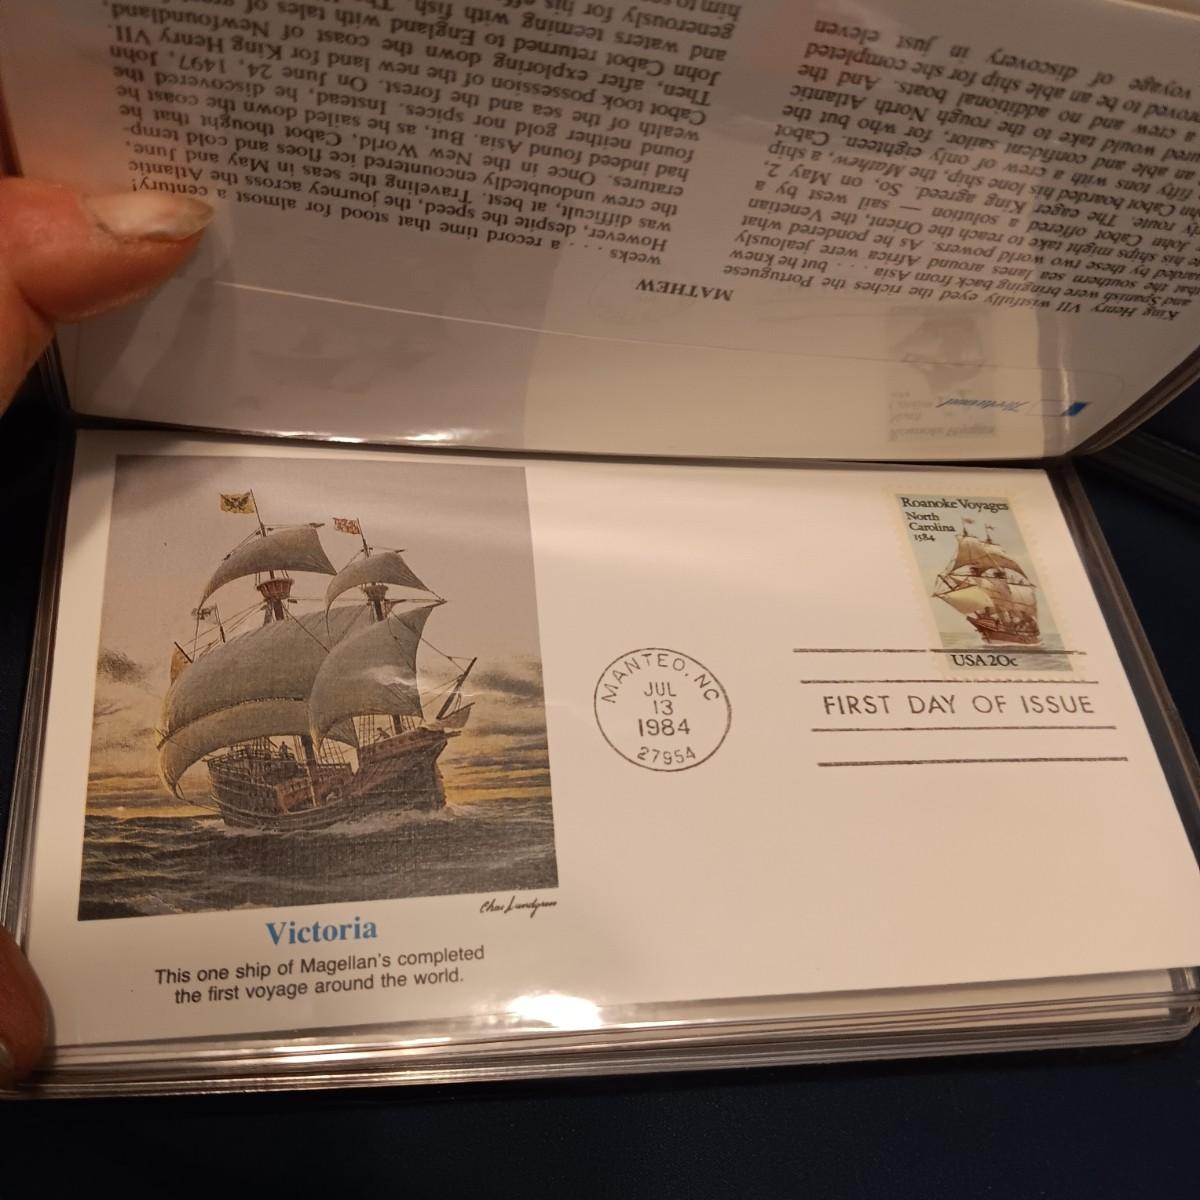 MATHEW
King Henry VII wistfully eyed the riches the Portuguese
and Spanish were bringing back from Asia . . . but he knew
that the southern sea lanes around Africa were jealously
by these two world powers. As he pondered what
his ships might take to reach the Orient, the Venetian
John Cabot offered a solution — sail west by a
route. The eager King agreed. So, on May 2,
Cabot boarded his lone ship, the Mathew, a ship
fifty tons with a crew of only eighteen. Cabot
an able and confident sailor, for who but the
would take to the rough North Atlantic
a crew and no additional boats. And the
to be an able ship for she completed
voyage of discovery in just eleven
weeks . . . a record time that stood for almost a century!
However, despite the speed, the journey across the Atlantic
was difficult, at best. Traveling the seas in May and June,
the crew undoubtedly encountered ice floes and cold temp-
eratures. Once in the New World, Cabot thought that he
had indeed found Asia. But, as he sailed down the coast he
found neither gold nor spices. Instead, he discovered the
wealth of the sea and the forest. On June 24, 1497, John
Cabot took possession of the new land for King Henry VII.
Then, after exploring down the coast of Newfoundland,
John Cabot returned to England with tales of
and waters teeming with fish.
generously for his
him to
Roanoke Voyages
North
Carolina
1584
USA 20c
MANTEO, NC
JUL
13
1984
27954
FIRST DAY OF ISSUE
Chas Lundgren
Victoria
This one ship of Magellan's completed
the first voyage around the world.